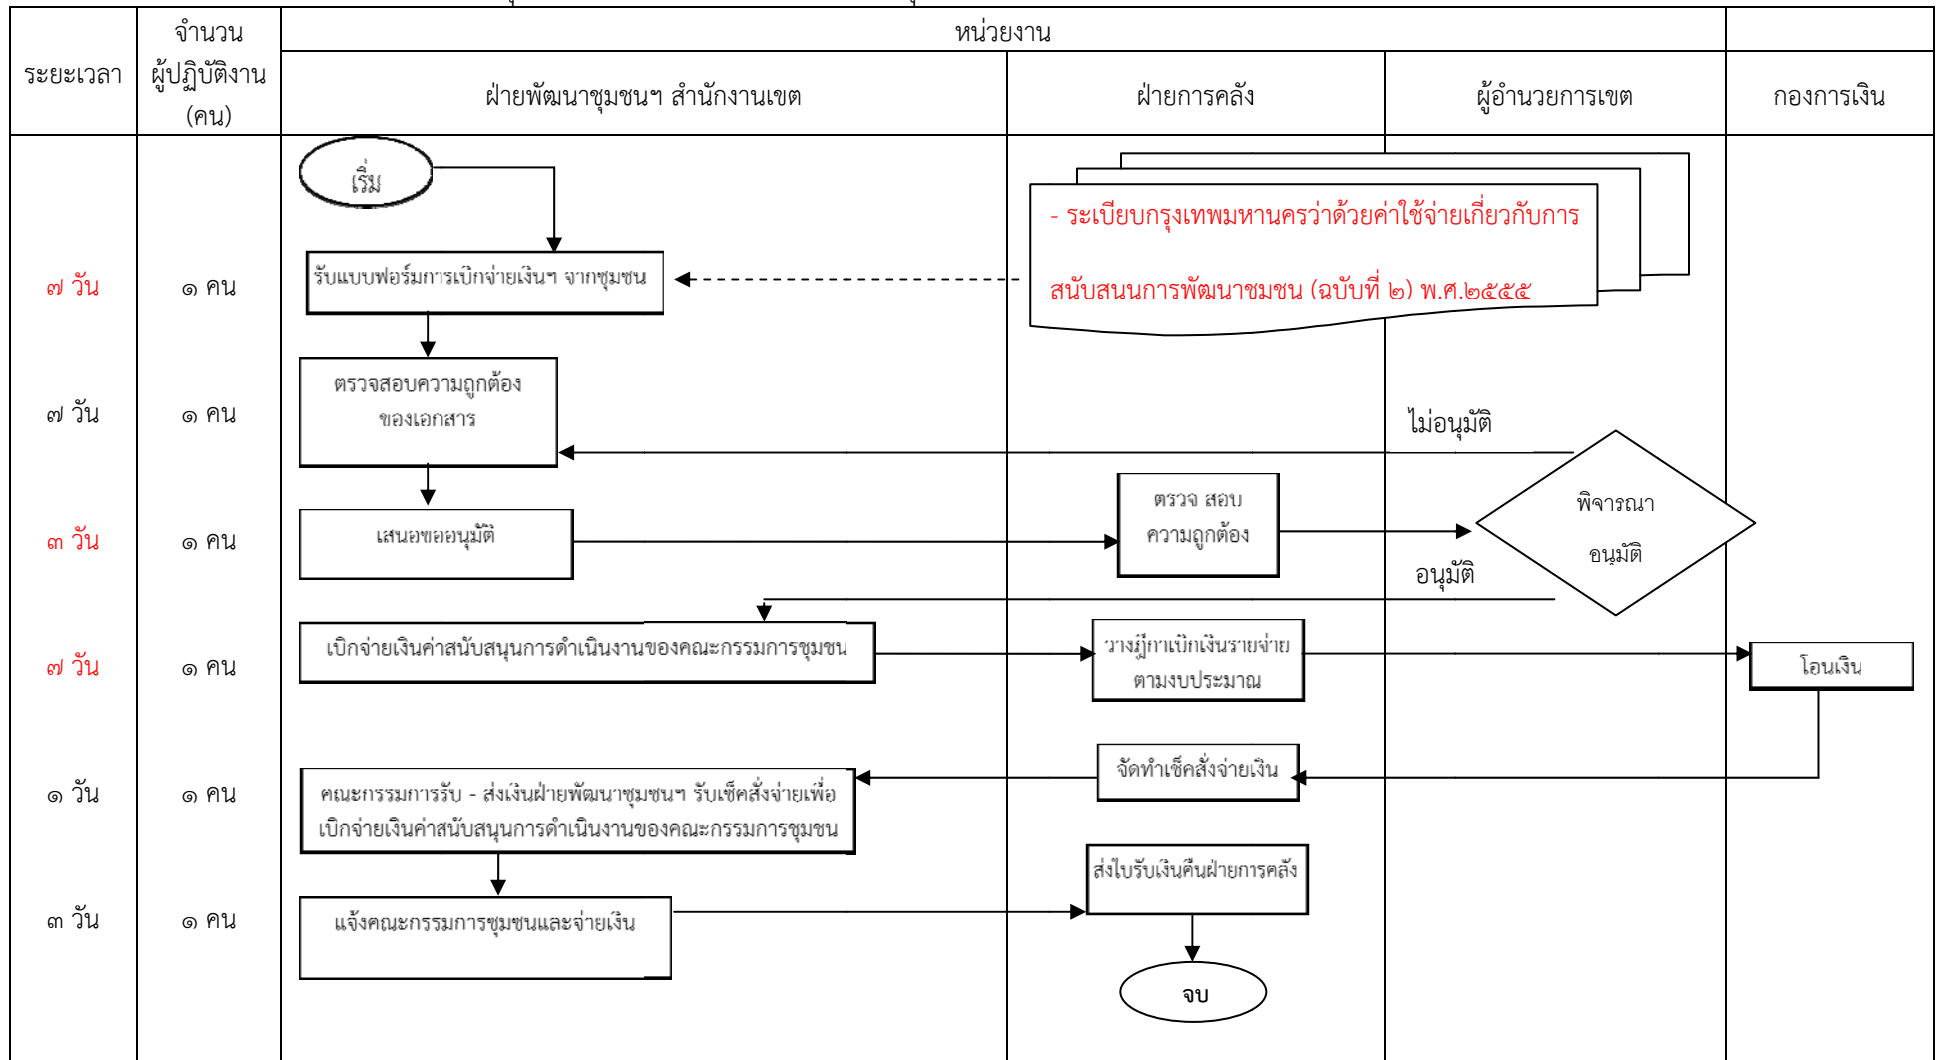 จำนวน
หน่วยงาน
ระยะเวลา
ผู้ปฏิบัติงาน
(คน)
ฝ่ายพัฒนาชุมชนฯ สำนักงานเขต
ฝ่ายการคลัง
ผู้อำนวยการเขต
กองการเงิน
เริ่ม
- ระเบียบกรุงเทพมหานครว่าด้วยค่าใช้จ่ายเกี่ยวกับการ
สนับสนนการพัฒนาชมชน (ฉบับที่ ๒) พ.ศ.๒๕๕๕
๗ วัน
๑ คน
รับแบบฟอร์มการเบิกจ่ายเงินฯ จากชุมชน
๗ วัน
๑ คน
ตรวจสอบความถูกต้อง
ของเอกสาร
ไม่อนุมัติ
๓ วัน
๑ คน
เสนอขออนุมัติ
ตรวจ สอบ
ความถูกต้อง
พิจารณา
อนุมัติ
อนุมัติ
๗ วัน
๑ คน
เบิกจ่ายเงินค่าสนับสนุนการดำเนินงานของคณะกรรมการชุมชน
วางฎีกาเบิกเงินรายจ่าย
ตามงบประมาณ
โอนเงิน
๑ วัน
๑ คน
คณะกรรมการรับ - ส่งเงินฝ่ายพัฒนาชุมชนฯ รับเช็คสั่งจ่ายเพื่อ
เบิกจ่ายเงินค่าสนับสนุนการดำเนินงานของคณะกรรมการชุมชน
จัดทำเช็คสั่งจ่ายเงิน
๓ วัน
๑ คน
แจ้งคณะกรรมการชุมชนและจ่ายเงิน
ส่งใบรับเงินคืนฝ่ายการคลัง
จบ